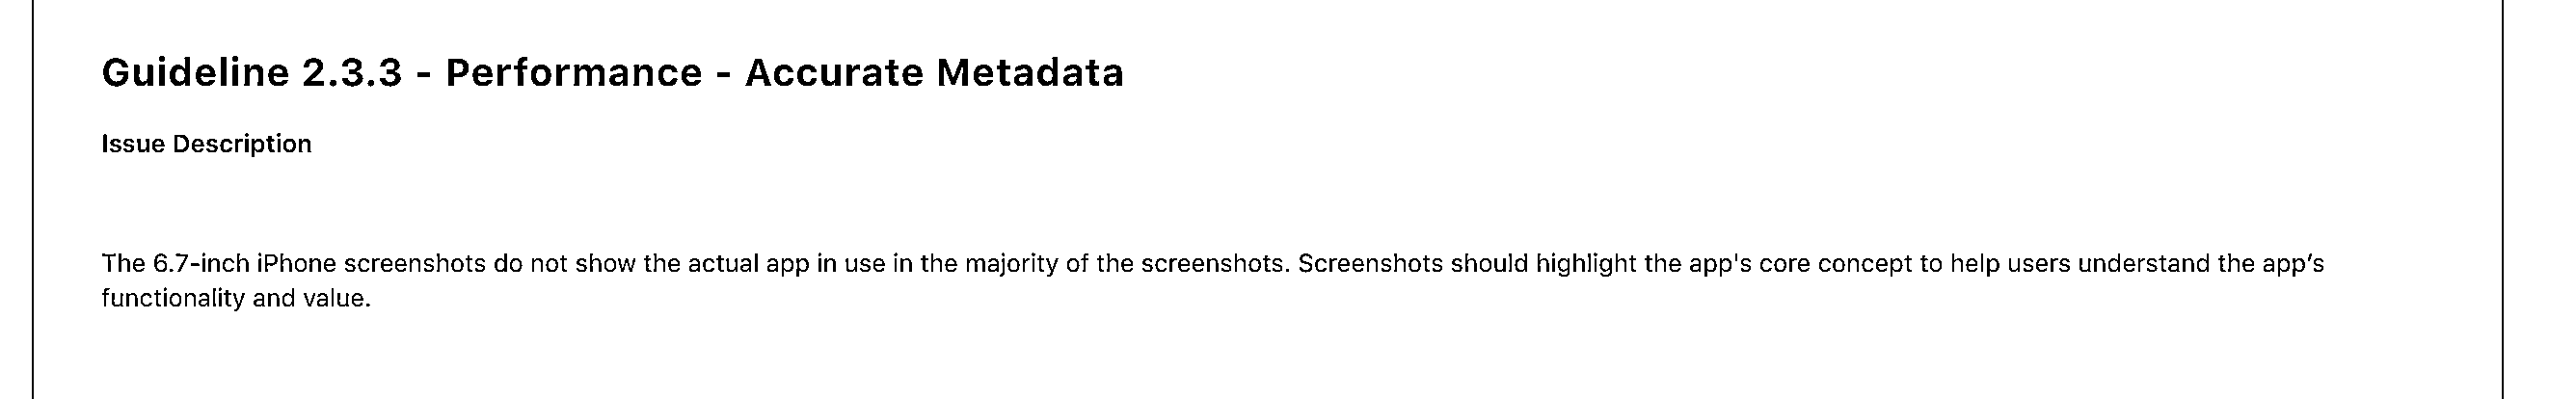 Guideline 2.3.3 - Performance - Accurate Metadata
Issue Description
The 6.7-inch iPhone screenshots do not show the actual app in use in the majority of the screenshots. Screenshots should highlight the app's core concept to help users understand the app’s
functionality and value.